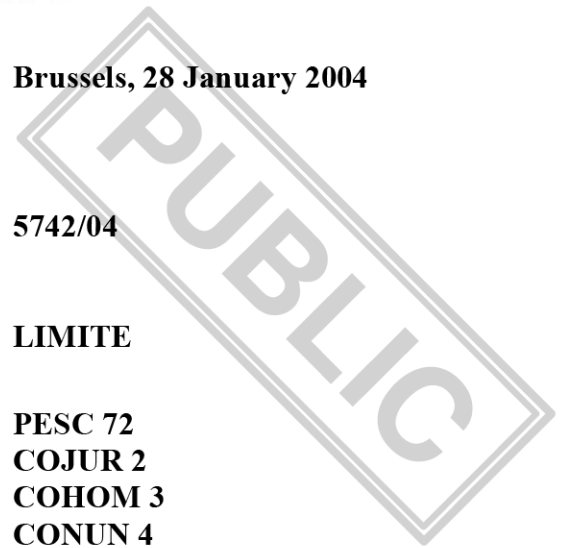 Brussels, 28 January 2004
PUBLIC
5742/04
LIMITE
PESC 72
COJUR 2
COHOM 3
CONUN 4